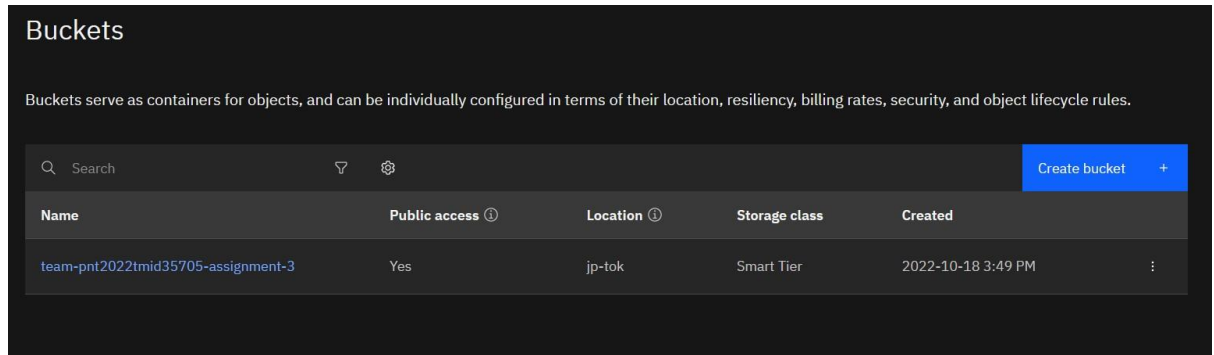 Buckets
Buckets serve as containers for objects, and can be individually configured in terms of their location, resiliency, billing rates, security, and object lifecycle rules.
Search Create bucket +
Name Public access Location Storage class Created
team-pnt2022tmid35705-assignment-3 Yes jp-tok Smart Tier 2022-10-18 3:49 PM